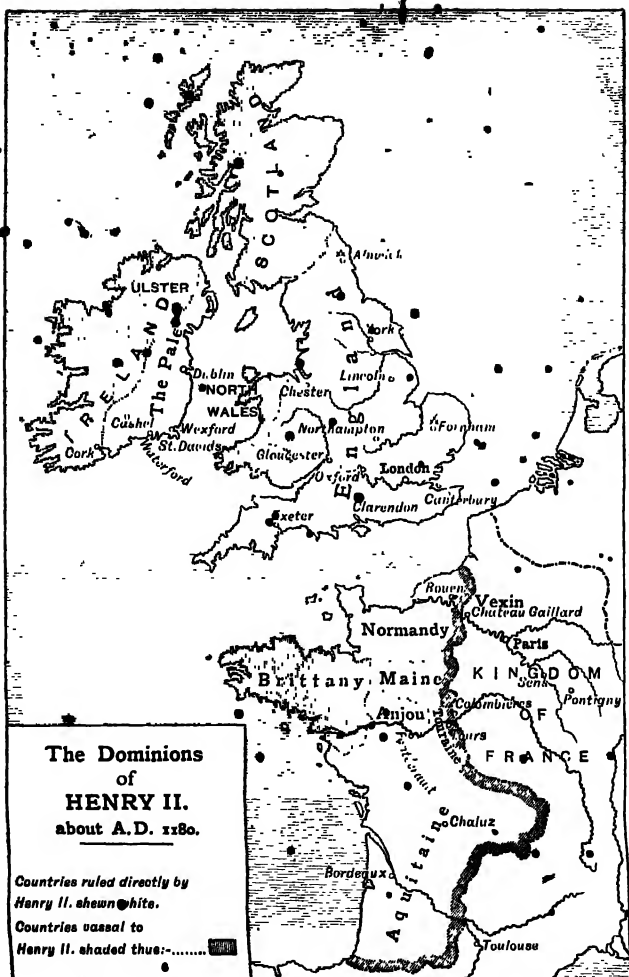 SCOTLAND
Alnwick
ULSTER
IRELAND
The Pale
England
York
Dublin
Lincoln
NORTH
WALES
Chester
Cashel
Wexford
Northampton
Fornham
Cork
Waterford
St. Davids
Gloucester
Oxford
London
Canterbury
Exeter
Clarendon
Rouen
Vexin
Chateau Gaillard
Normandy
Paris
Brittany
Maine
KINGDOM
Sens
Pontigny
Colombières
OF
Anjou
Touraine
Tours
FRANCE
Chaluz
Aquitaine
Bordeaux
Toulouse
The Dominions
of
HENRY II.
about A.D. 1180.
Countries ruled directly by
Henry II. shewn white.
Countries vassal to
Henry II. shaded thus:-........